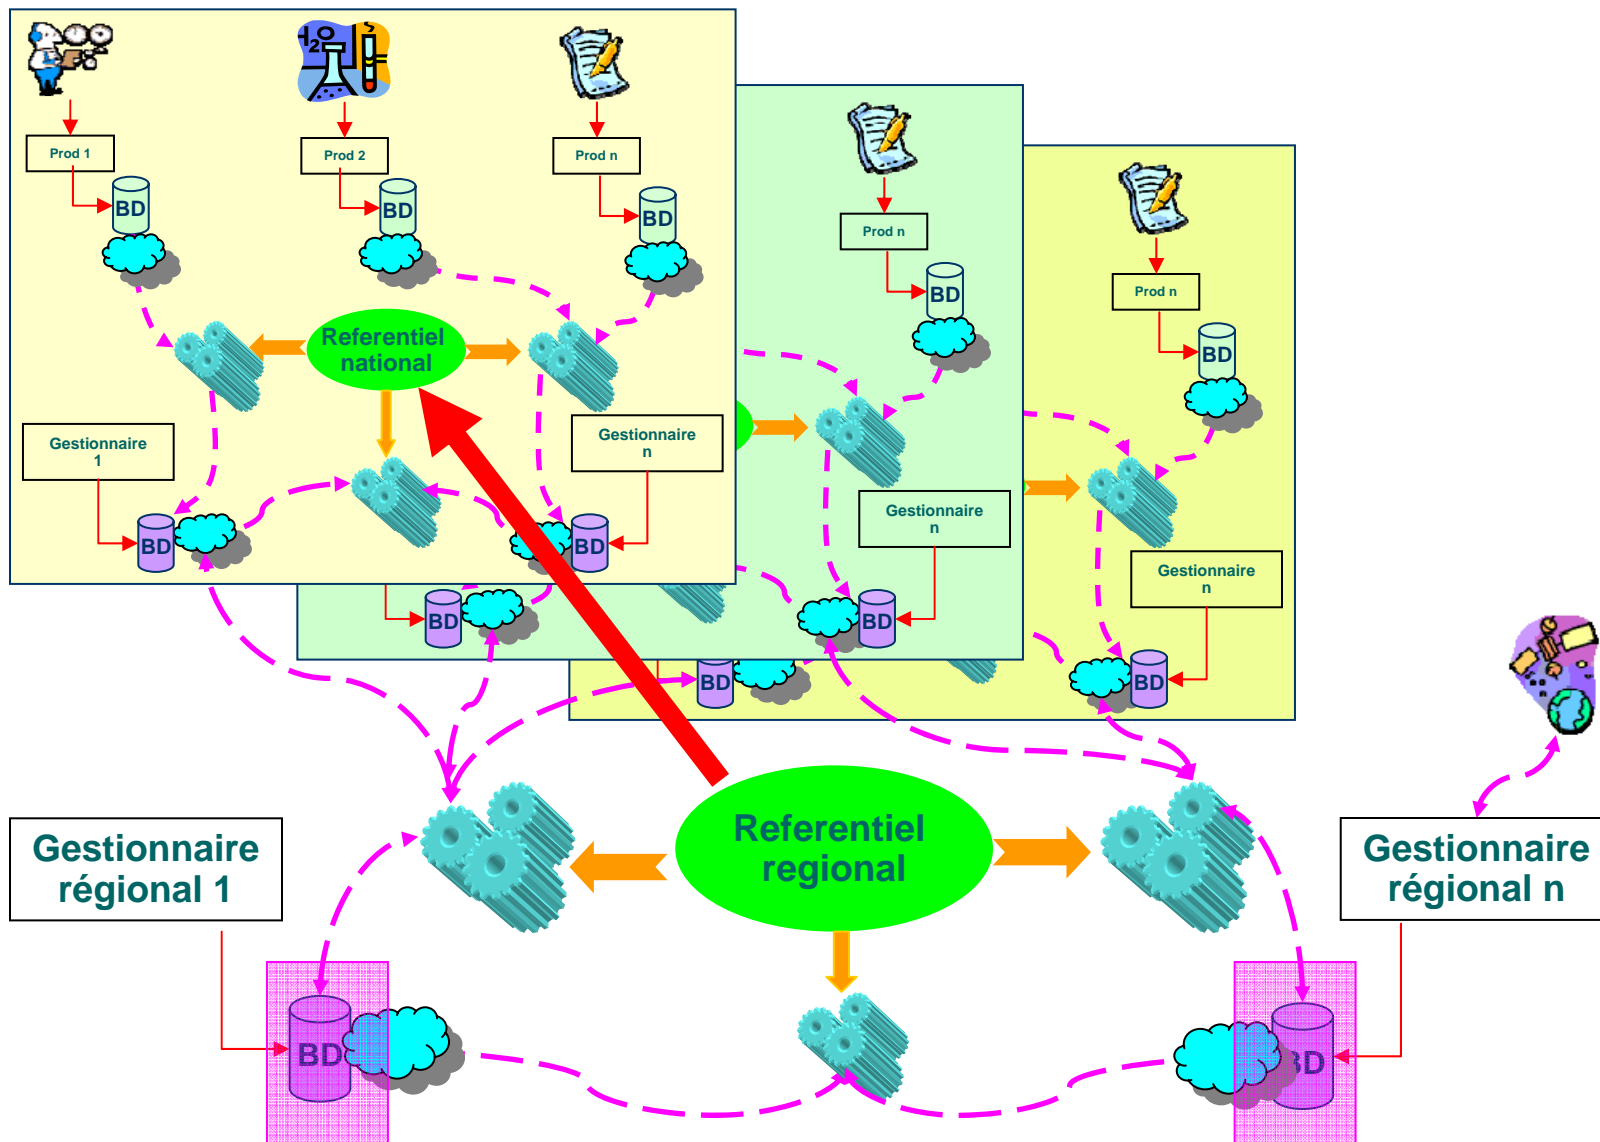 H2O
Prod 1
Prod 2
Prod n
BD
BD
BD
Prod n
BD
Prod n
BD
Referentiel
national
Gestionnaire
1
Gestionnaire
n
BD
BD
Gestionnaire
n
BD
BD
Gestionnaire
n
BD
BD
Referentiel
regional
Gestionnaire
régional 1
Gestionnaire
régional n
BD
BD